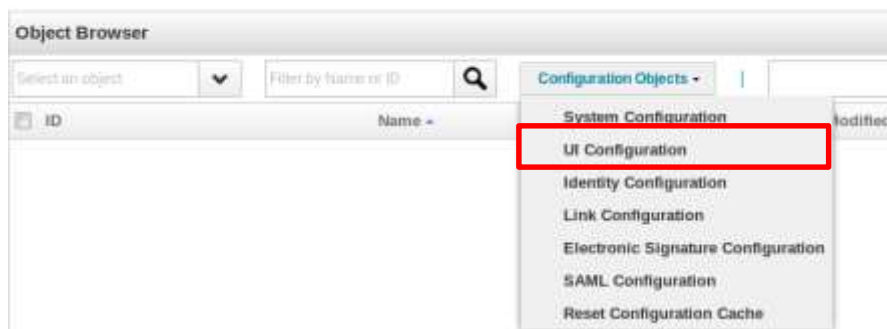 Object Browser
Select an object
Filter by Name or ID
Configuration Objects
ID
Name
Modified
System Configuration
UI Configuration
Identity Configuration
Link Configuration
Electronic Signature Configuration
SAML Configuration
Reset Configuration Cache